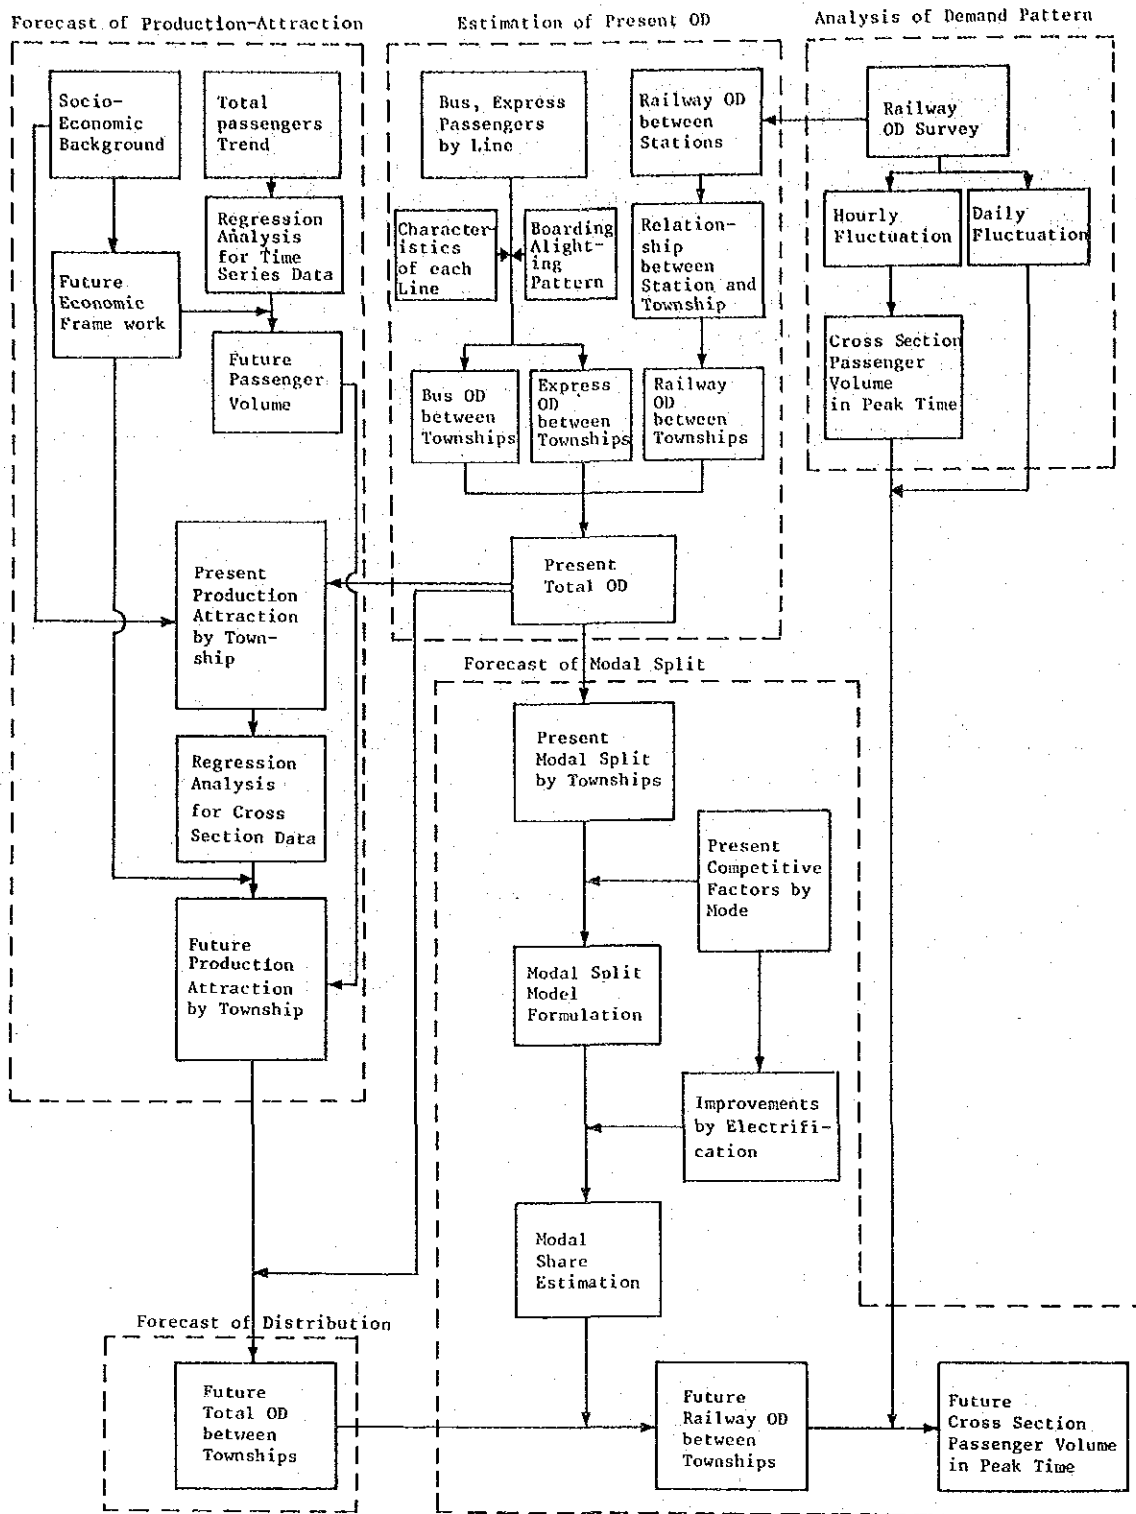 Forecast of Production-Attraction
Estimation of Present OD
Analysis of Demand Pattern
Socio-
Economic
Background
Total
passengers
Trend
Bus, Express
Passengers
by Line
Railway OD
between
Stations
Railway
OD Survey
Regression
Analysis
for Time
Series Data
Character-
istics
of each
Line
Boarding
Alight-
ing
Pattern
Relation-
ship
between
Station and
Township
Hourly
Fluctuation
Daily
Fluctuation
Future
Economic
Frame work
Future
Passenger
Volume
Bus OD
between
Townships
Express
OD
between
Townships
Railway
OD
between
Townships
Cross Section
Passenger
Volume
in Peak Time
Present
Production
Attraction
by Town-
ship
Present
Total OD
Forecast of Modal Split
Present
Modal Split
by Townships
Regression
Analysis
for Cross
Section Data
Present
Competitive
Factors by
Mode
Future
Production
Attraction
by Township
Modal Split
Model
Formulation
Improvements
by Electrifi-
cation
Modal
Share
Estimation
Forecast of Distribution
Future
Total OD
between
Townships
Future
Railway OD
between
Townships
Future
Cross Section
Passenger Volume
in Peak Time